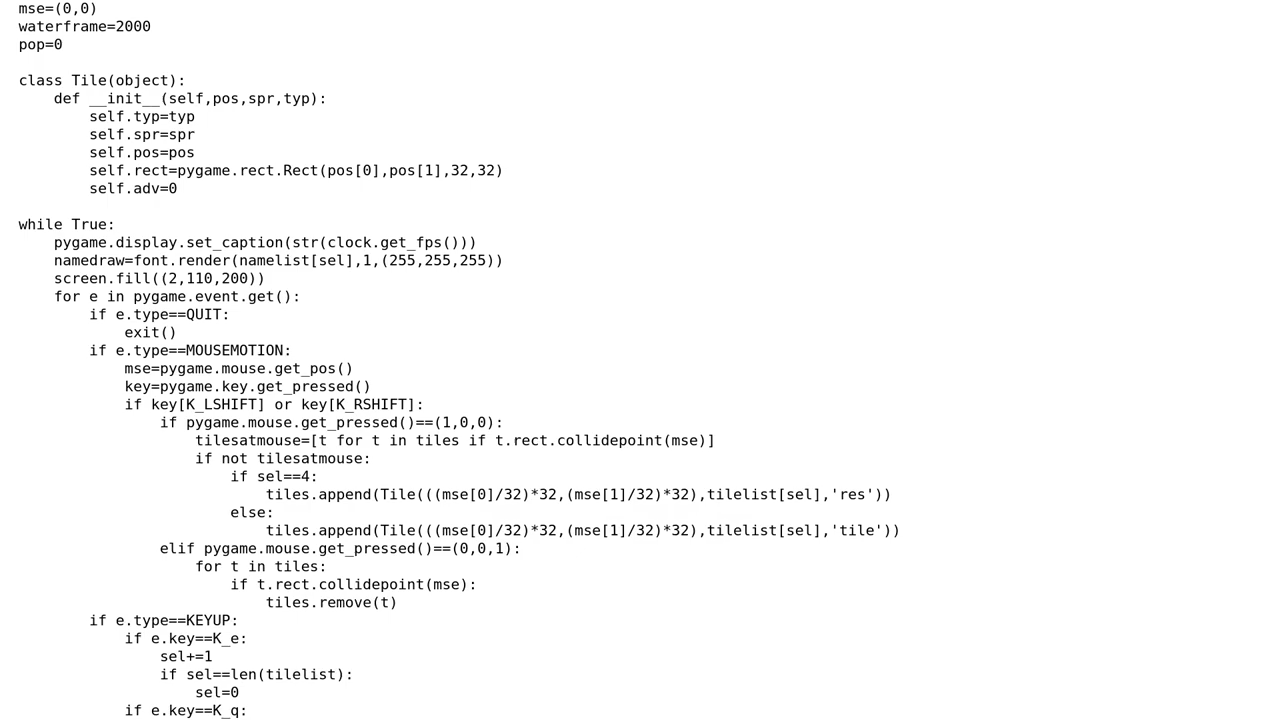 mse=(0,0)
waterframe=2000
pop=0

class Tile(object):
    def __init__(self,pos,spr,typ):
        self.typ=typ
        self.spr=spr
        self.pos=pos
        self.rect=pygame.rect.Rect(pos[0],pos[1],32,32)
        self.adv=0

while True:
    pygame.display.set_caption(str(clock.get_fps()))
    namedraw=font.render(namelist[sel],1,(255,255,255))
    screen.fill((2,110,200))
    for e in pygame.event.get():
        if e.type==QUIT:
            exit()
        if e.type==MOUSEMOTION:
            mse=pygame.mouse.get_pos()
            key=pygame.key.get_pressed()
            if key[K_LSHIFT] or key[K_RSHIFT]:
                if pygame.mouse.get_pressed()==(1,0,0):
                    tilesatmouse=[t for t in tiles if t.rect.collidepoint(mse)]
                    if not tilesatmouse:
                        if sel==4:
                            tiles.append(Tile(((mse[0]/32)*32,(mse[1]/32)*32),tilelist[sel],'res'))
                        else:
                            tiles.append(Tile(((mse[0]/32)*32,(mse[1]/32)*32),tilelist[sel],'tile'))
                elif pygame.mouse.get_pressed()==(0,0,1):
                    for t in tiles:
                        if t.rect.collidepoint(mse):
                            tiles.remove(t)
        if e.type==KEYUP:
            if e.key==K_e:
                sel+=1
                if sel==len(tilelist):
                    sel=0
            if e.key==K_q: